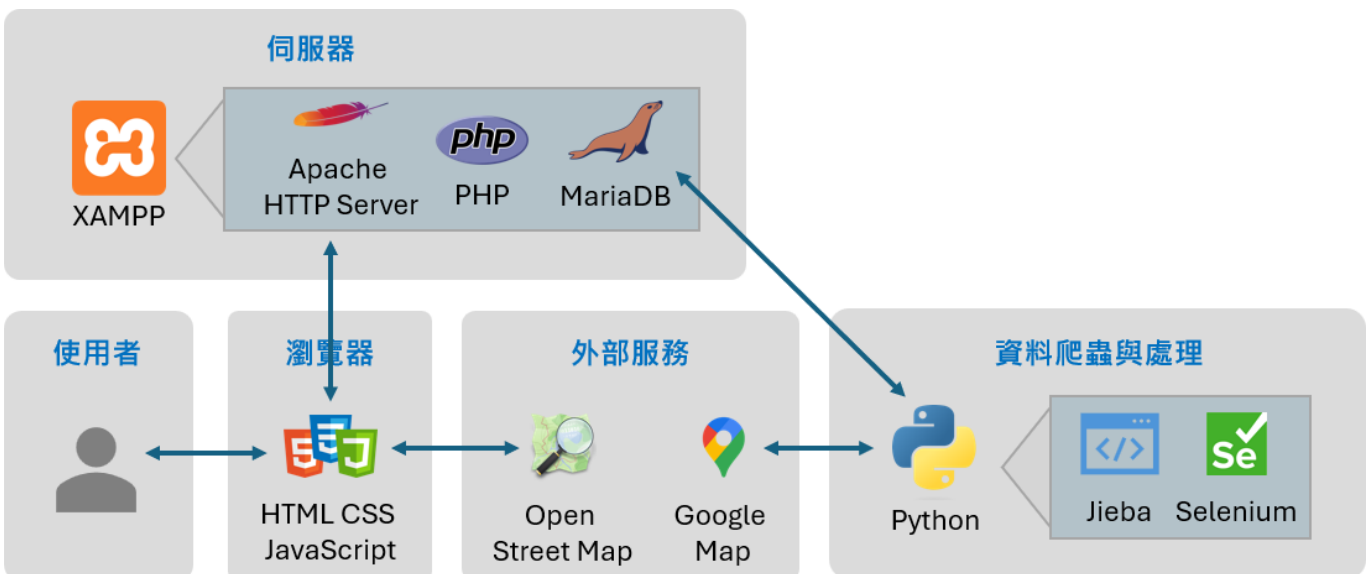 伺服器
XAMPP
Apache
HTTP Server
php
PHP
MariaDB
使用者
瀏覽器
外部服務
資料爬蟲與處理
HTML CSS
JavaScript
Open
Street Map
Google
Map
Python
</>
Jieba
Se
Selenium